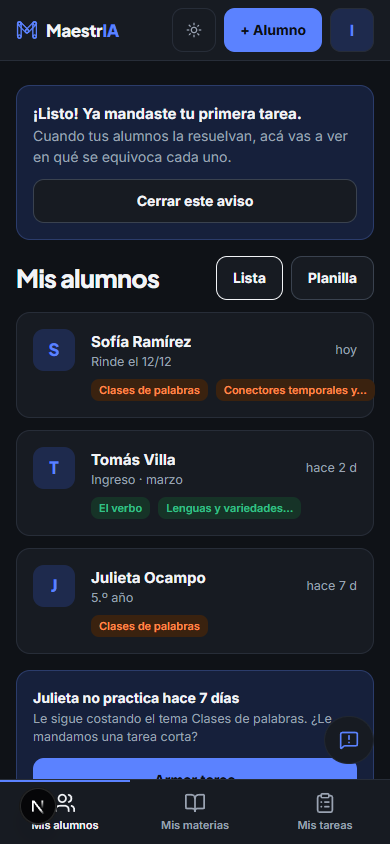 MaestrIA
+ Alumno
I
¡Listo! Ya mandaste tu primera tarea.
Cuando tus alumnos la resuelvan, acá vas a ver
en qué se equivoca cada uno.
Cerrar este aviso
Mis alumnos
Lista
Planilla
S
Sofía Ramírez
Rinde el 12/12
hoy
Clases de palabras
Conectores temporales y...
T
Tomás Villa
Ingreso · marzo
hace 2 d
El verbo
Lenguas y variedades...
J
Julieta Ocampo
5.º año
hace 7 d
Clases de palabras
Julieta no practica hace 7 días
Le sigue costando el tema Clases de palabras. ¿Le
mandamos una tarea corta?
Armar tarea
N
Mis alumnos
Mis materias
Mis tareas